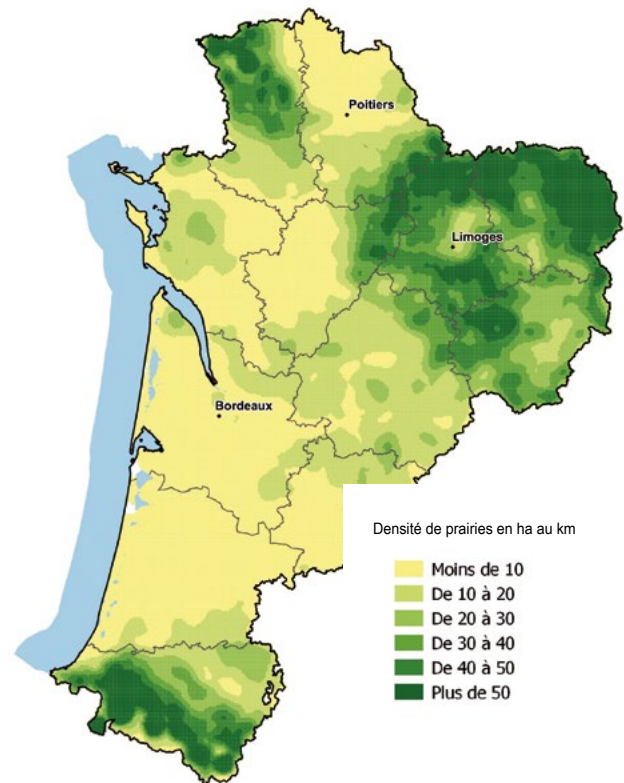 Poitiers
Limoges
Bordeaux
Densité de prairies en ha au km
Moins de 10
De 10 à 20
De 20 à 30
De 30 à 40
De 40 à 50
Plus de 50